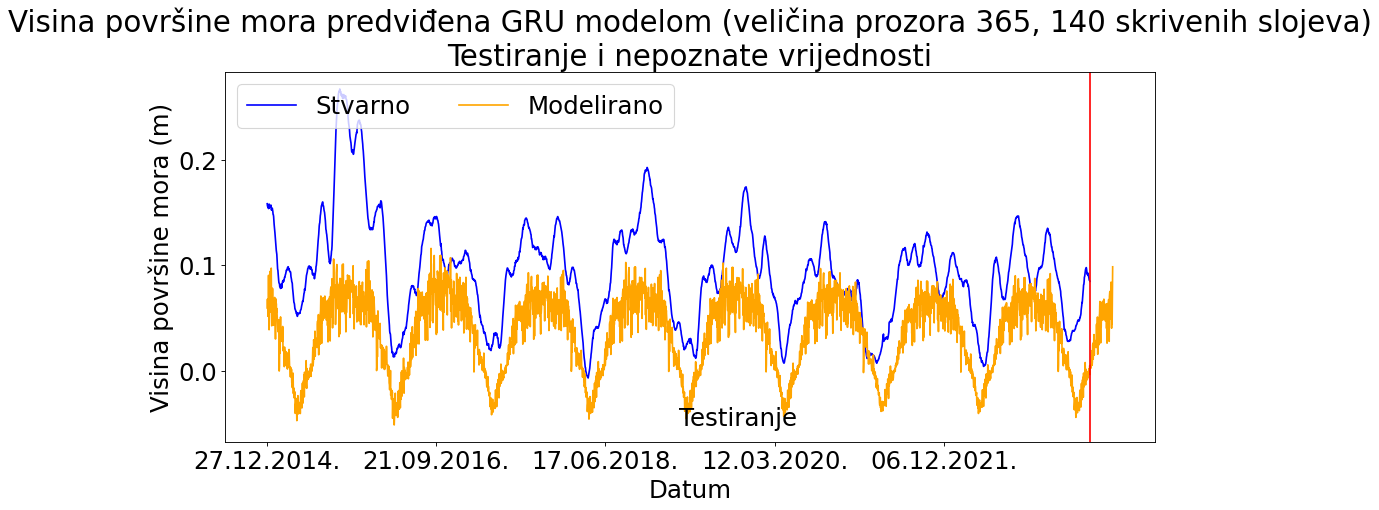 Visina površine mora predviđena GRU modelom (veličina prozora 365, 140 skrivenih slojeva)
Testiranje i nepoznate vrijednosti
Stvarno
Modelirano
Visina površine mora (m)
0.2
0.1
0.0
Testiranje
27.12.2014.
21.09.2016.
17.06.2018.
12.03.2020.
06.12.2021.
Datum